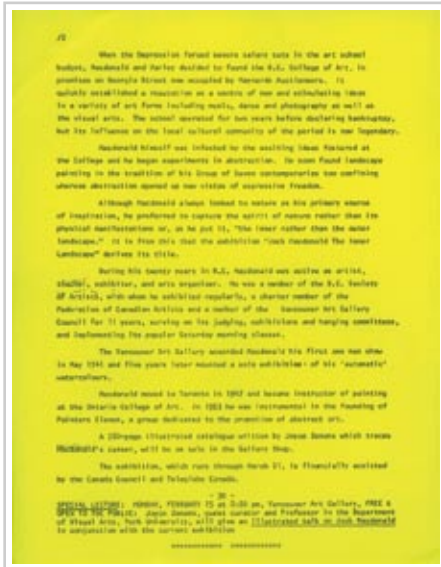 /2
When the Depression forced severe salary cuts in the art school
budget, Macdonald and Varley decided to found the B.C. College of Art, in
premises on Georgia Street now occupied by Maynards Auctioneers. It
quickly established a reputation as a centre of new and stimulating ideas
in a variety of art forms including music, dance and photography as well as
the visual arts. The school operated for two years before declaring bankruptcy,
but its influence on the local cultural community of the period is now legendary.
Macdonald himself was infected by the exciting ideas featured at
the College and he began experiments in abstraction. He soon found landscape
painting in the tradition of his Group of Seven contemporaries too confining
whereas abstraction opened up new vistas of expressive freedom.
Although Macdonald always looked to nature as his primary source
of inspiration, he preferred to capture the spirit of nature rather than its
physical manifestations or, as he put it, "the inner rather than the outer
landscape." It is from this that the exhibition "Jock Macdonald The Inner
Landscape" derives its title.
During his twenty years in B.C. Macdonald was active as artist,
teacher, exhibitor, and arts organizer. He was a member of the B.C. Society
of Artists, with whom he exhibited regularly, a charter member of the
Federation of Canadian Artists and a member of the Vancouver Art Gallery
Council for 11 years, serving on its judging, exhibitions and hanging committees,
and implementing its popular Saturday morning classes.
The Vancouver Art Gallery accorded Macdonald his first one man show
in May 1941 and five years later mounted a solo exhibition of his 'automatic'
watercolours.
Macdonald moved to Toronto in 1947 and became instructor of painting
at the Ontario College of Art. In 1953 he was instrumental in the founding of
Painters Eleven, a group dedicated to the promotion of abstract art.
A page illustrated catalogue written by Joyce Zemans which traces
Macdonald's career, will be on sale in the Gallery Shop.
The exhibition, which runs through March 21, is financially assisted
by the Canada Council and Teleglobe Canada.
- 30 -
SPECIAL LECTURE: MONDAY, FEBRUARY 15 at Vancouver Art Gallery, FREE &
OPEN TO THE PUBLIC: Joyce Zemans, guest curator and Professor in the Department
of Visual Arts, York University, will give an illustrated talk on Jock Macdonald
in conjunction with the current exhibition
************ ************